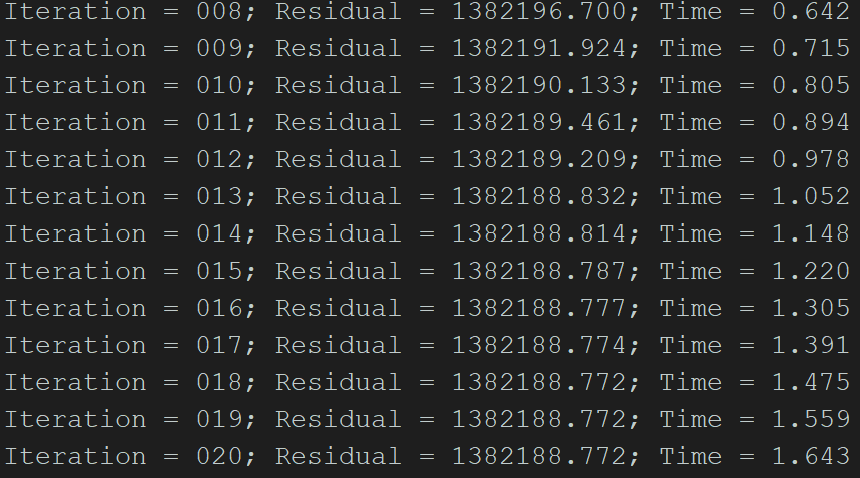 Iteration = 008; Residual = 1382196.700; Time = 0.642
Iteration = 009; Residual = 1382191.924; Time = 0.715
Iteration = 010; Residual = 1382190.133; Time = 0.805
Iteration = 011; Residual = 1382189.461; Time = 0.894
Iteration = 012; Residual = 1382189.209; Time = 0.978
Iteration = 013; Residual = 1382188.832; Time = 1.052
Iteration = 014; Residual = 1382188.814; Time = 1.148
Iteration = 015; Residual = 1382188.787; Time = 1.220
Iteration = 016; Residual = 1382188.777; Time = 1.305
Iteration = 017; Residual = 1382188.774; Time = 1.391
Iteration = 018; Residual = 1382188.772; Time = 1.475
Iteration = 019; Residual = 1382188.772; Time = 1.559
Iteration = 020; Residual = 1382188.772; Time = 1.643